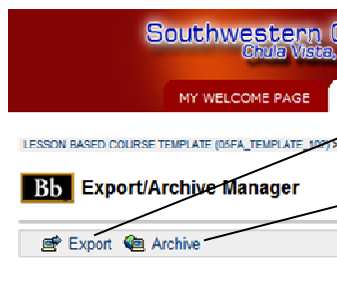 Southwestern
Chula Vista,
MY WELCOME PAGE
LESSON BASED COURSE TEMPLATE (05FA_TEMPLATE_100) >
Bb Export/Archive Manager
Export Archive